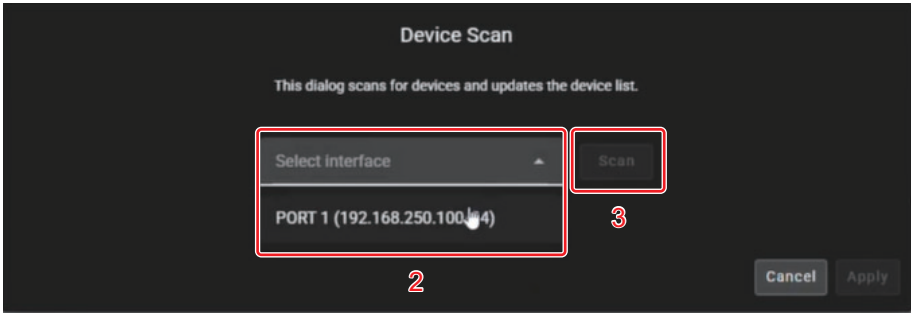 Device Scan
This dialog scans for devices and updates the device list.
Select interface
Scan
PORT 1 (192.168.250.100
4)
3
2
Cancel
Apply